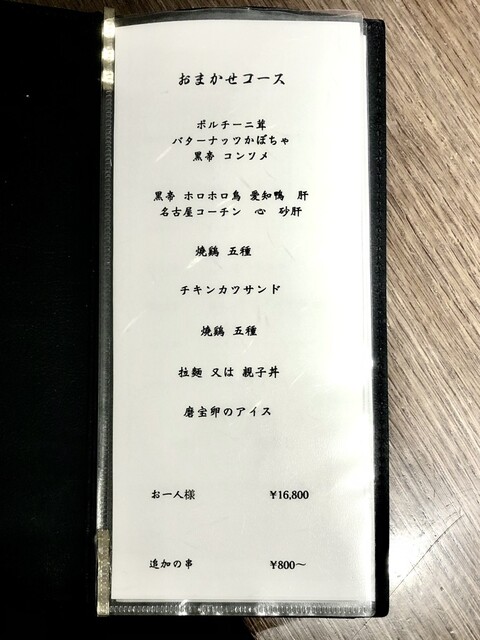 おまかせコース
ポルチーニ茸
バターナッツかぼちゃ
黒帝 コンソメ
黒帝 ホロホロ鳥 愛知鴨 肝
名古屋コーチン 心 砂肝
焼鶏 五種
チキンカツサンド
焼鶏 五種
拉麺 又は 親子丼
磨宝卵のアイス
お一人様 ¥16,800
追加の串 ¥800〜